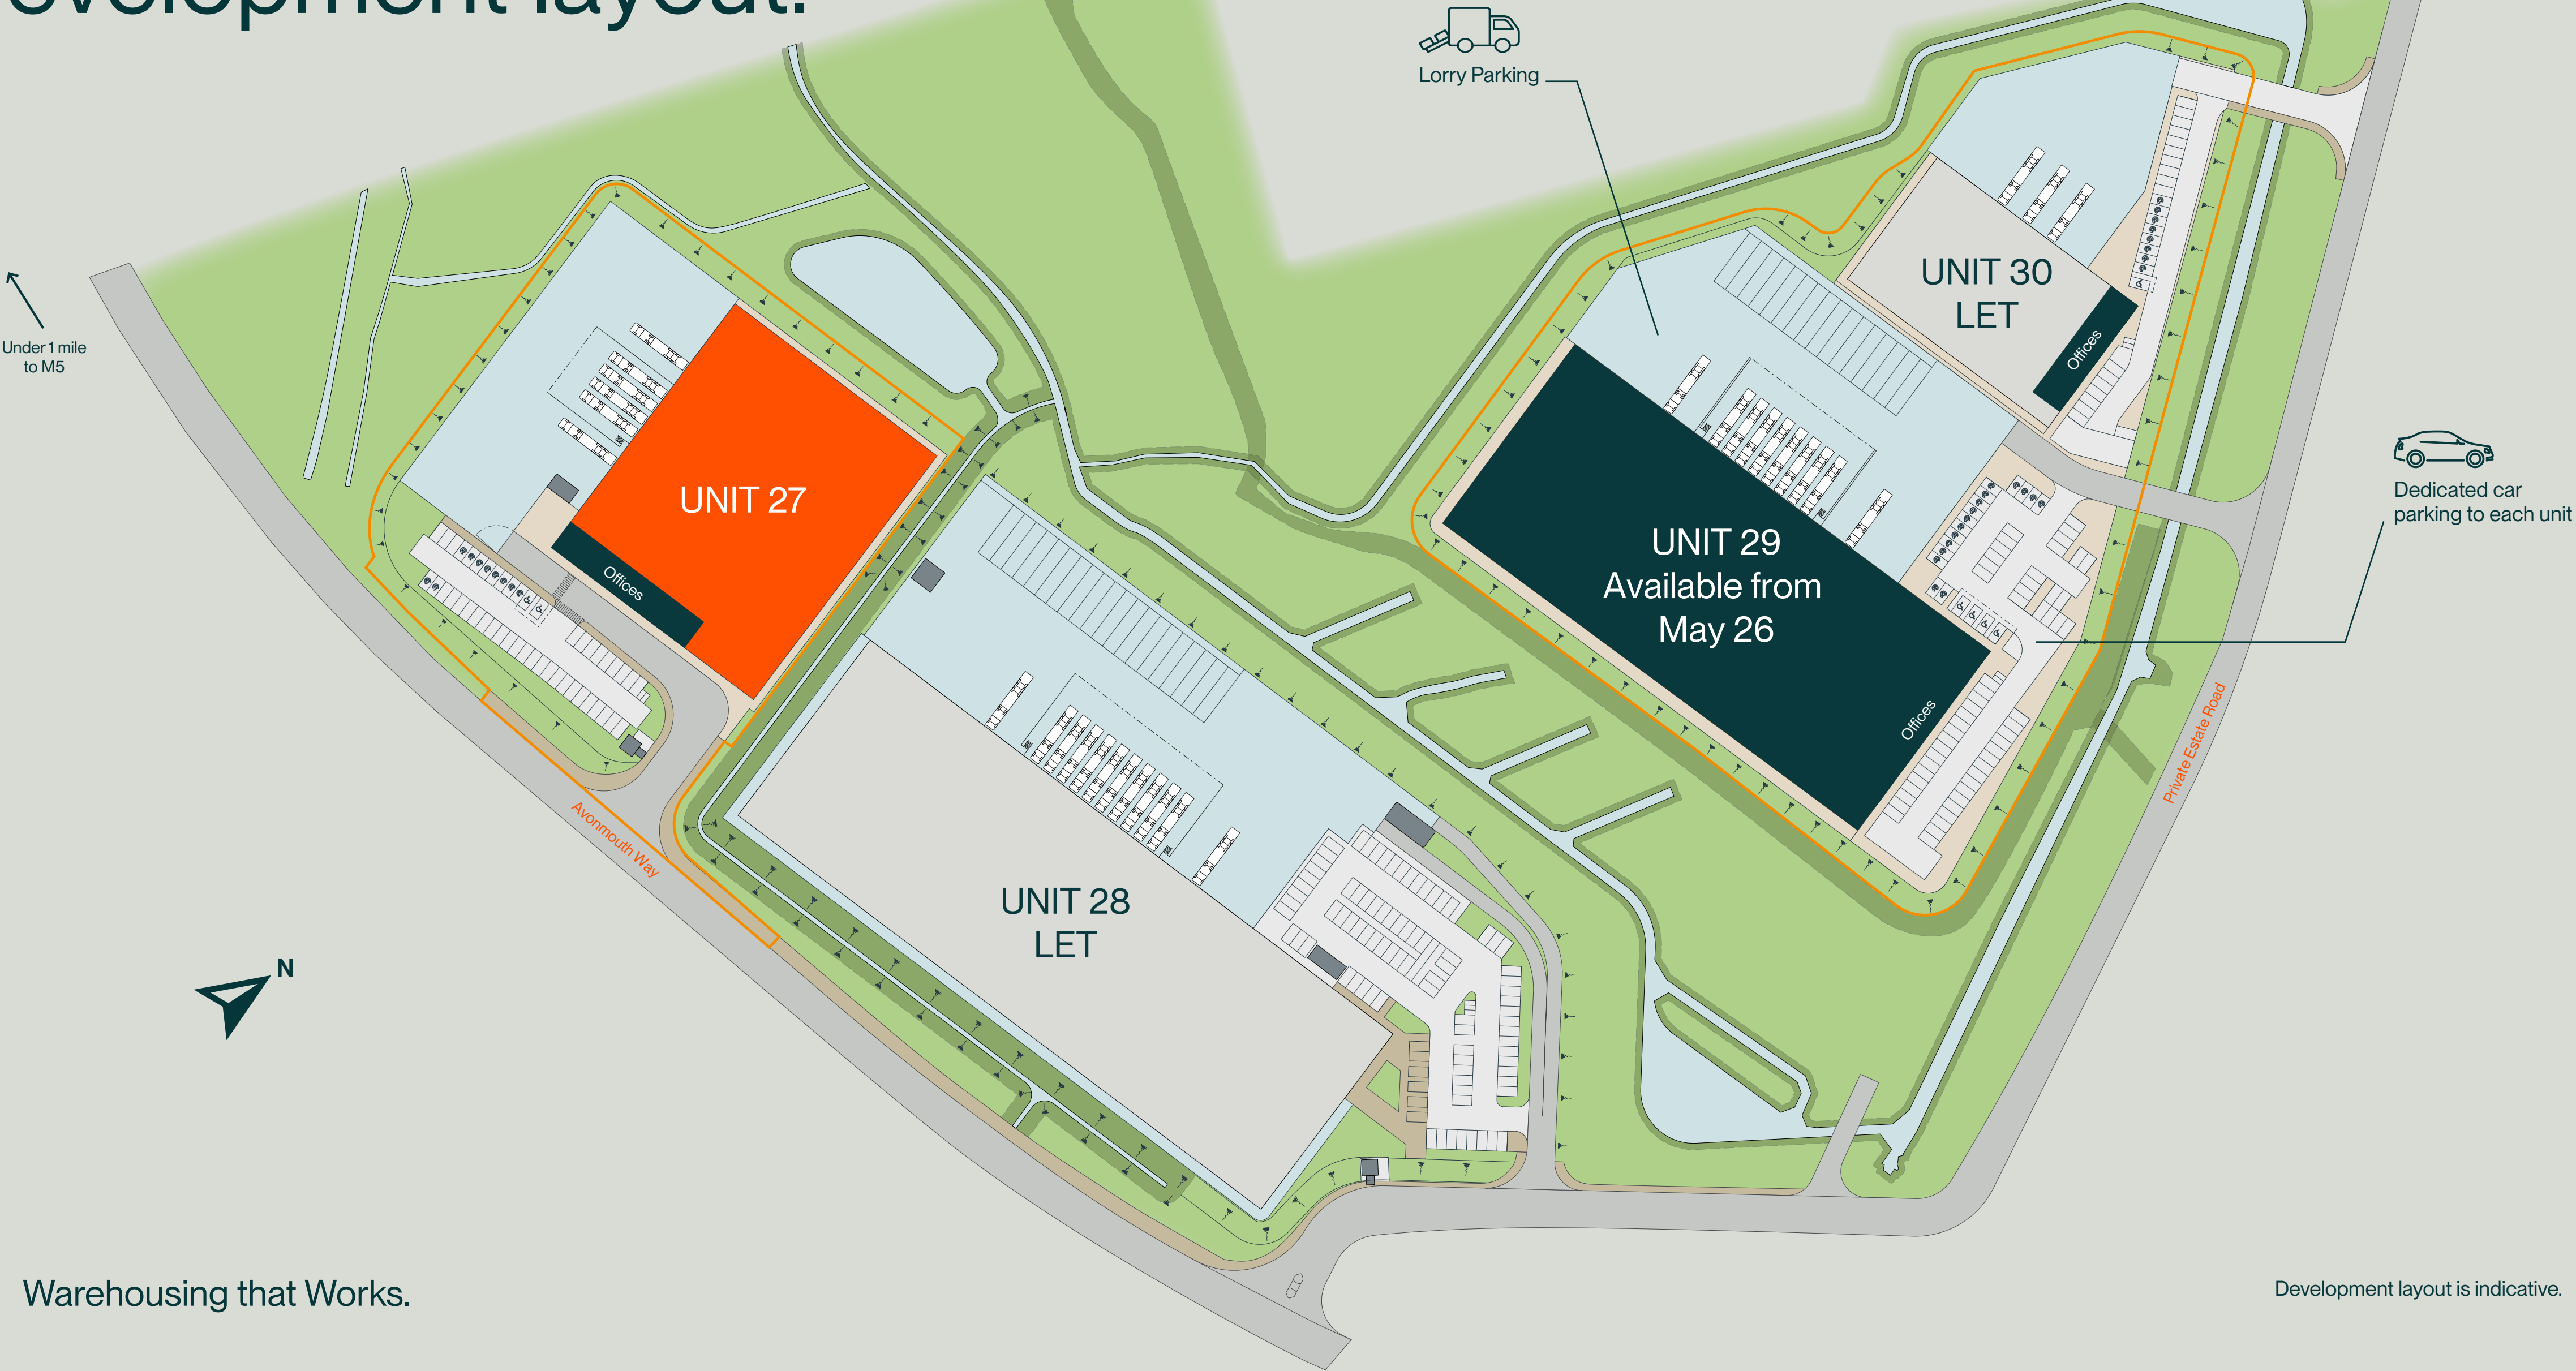 evelopment layout.
Lorry Parking
Under 1 mile
to M5
UNIT 30
LET
Offices
UNIT 27
Offices
Dedicated car
parking to each unit
UNIT 29
Available from
May 26
Offices
Private Estate Road
Avonmouth Way
UNIT 28
LET
N
Warehousing that Works.
Development layout is indicative.